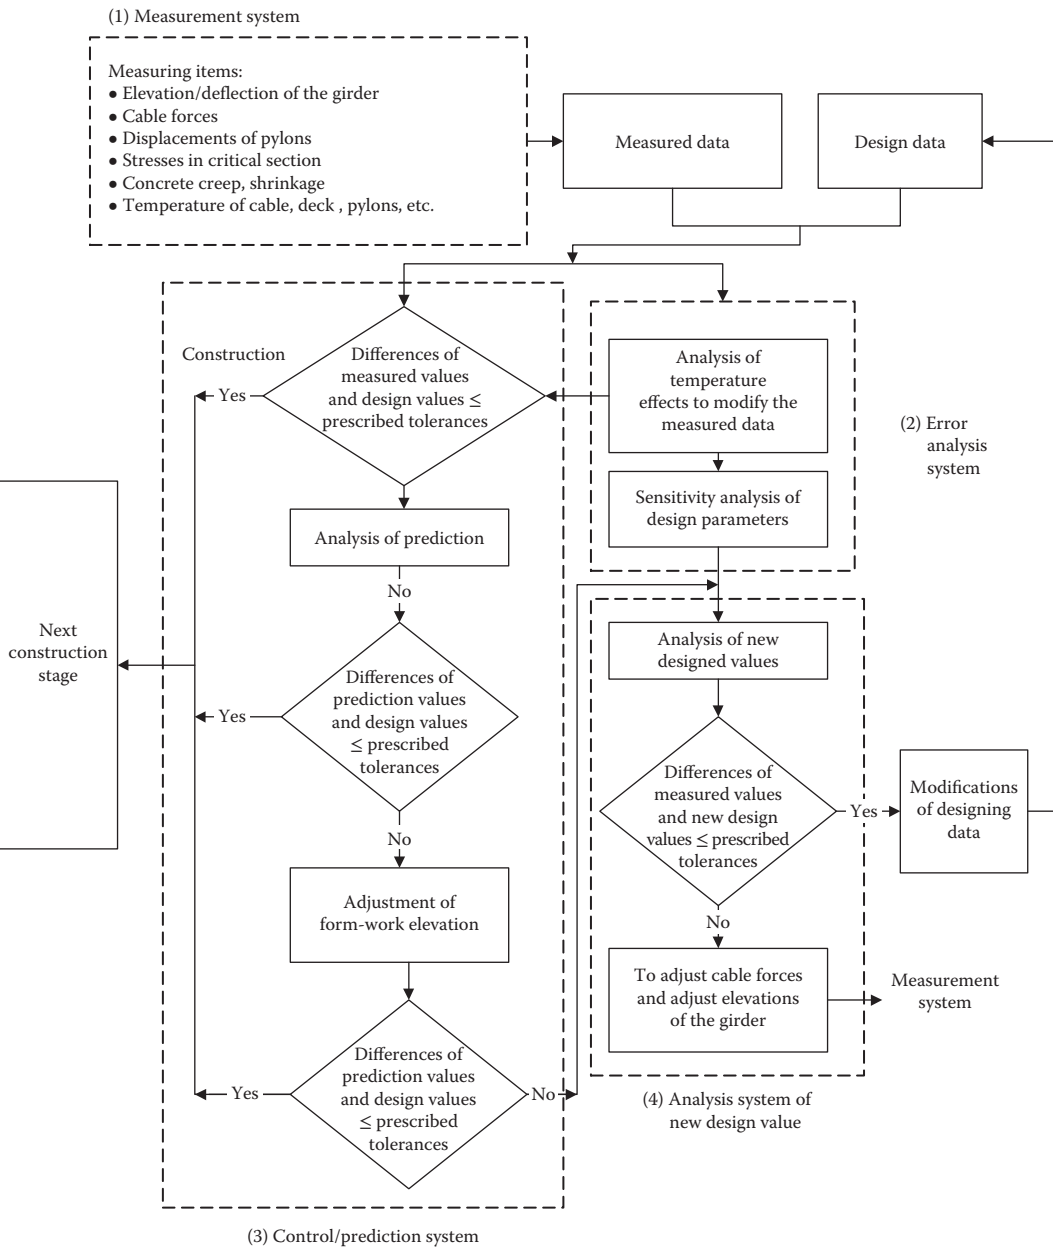 (1) Measurement system
Measuring items:
● Elevation/deflection of the girder
● Cable forces
● Displacements of pylons
● Stresses in critical section
● Concrete creep, shrinkage
● Temperature of cable, deck , pylons, etc.
Measured data
Design data
Construction
Differences of
measured values
and design values ≤
prescribed tolerances
Yes
Analysis of
temperature
effects to modify the
measured data
(2) Error
analysis
system
Sensitivity analysis of
design parameters
Analysis of prediction
No
Next
construction
stage
Differences of
prediction values
and design values
≤ prescribed
tolerances
Yes
No
Analysis of new
designed values
Differences of
measured values
and new design
values ≤ prescribed
tolerances
Yes
Modifications
of designing
data
No
Adjustment of
form-work elevation
To adjust cable forces
and adjust elevations
of the girder
Measurement
system
Differences of
prediction values
and design values
≤ prescribed
tolerances
Yes
No
(4) Analysis system of
new design value
(3) Control/prediction system